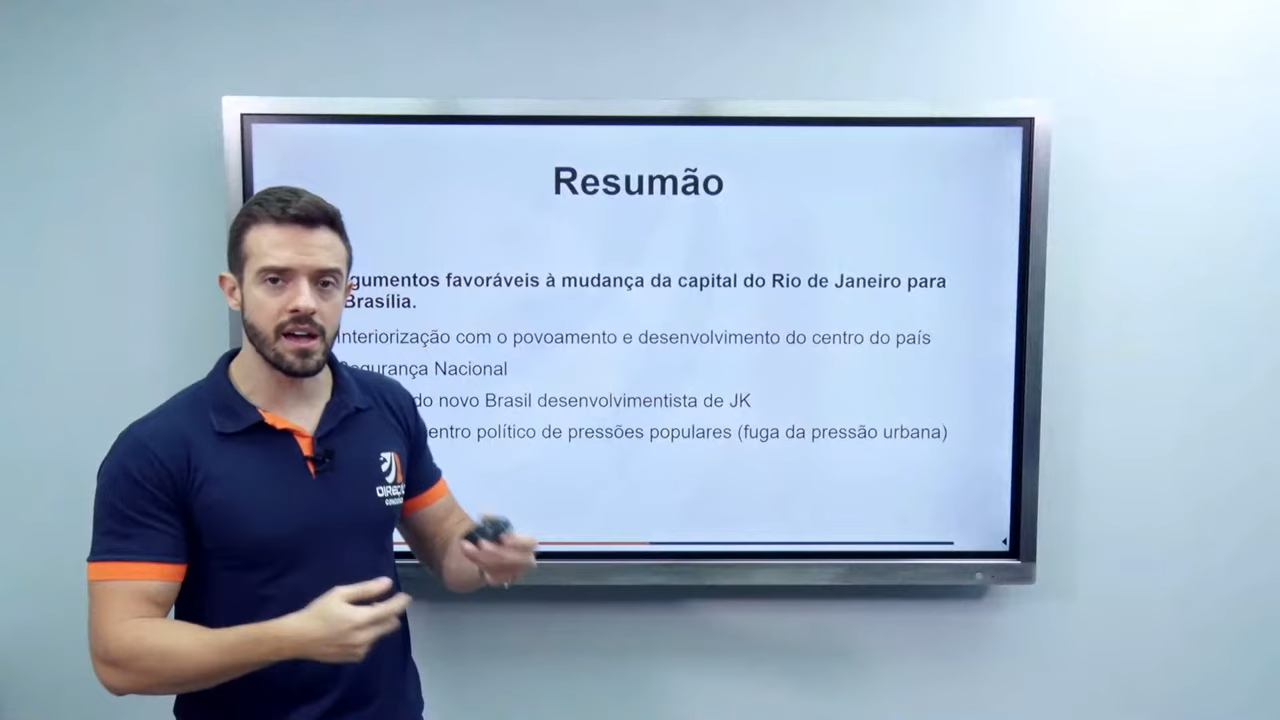 Resumão
gumentos favoráveis à mudança da capital do Rio de Janeiro para
Brasília.
Interiorização com o povoamento e desenvolvimento do centro do país
Segurança Nacional
do novo Brasil desenvolvimentista de JK
entro político de pressões populares (fuga da pressão urbana)